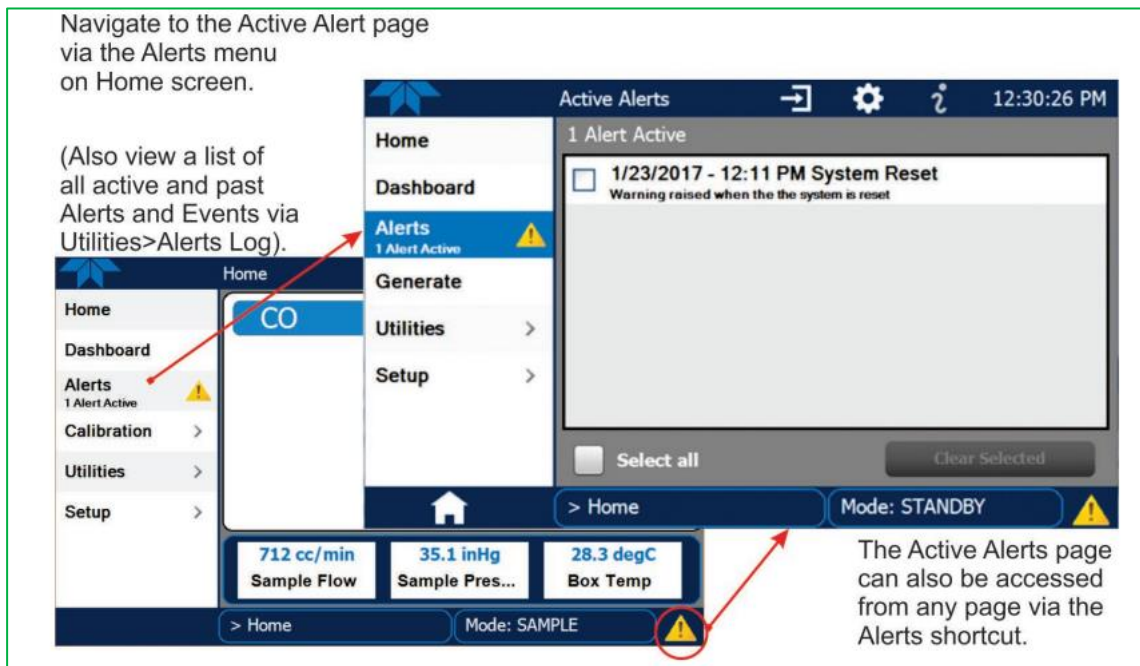 Navigate to the Active Alert page
via the Alerts menu
on Home screen.
(Also view a list of
all active and past
Alerts and Events via
Utilities>Alerts Log).
Active Alerts
12:30:26 PM
Home
Dashboard
Alerts
1 Alert Active
Generate
Utilities >
Setup >
1 Alert Active
1/23/2017 - 12:11 PM System Reset
Warning raised when the the system is reset
Select all
Clear Selected
> Home
Mode: STANDBY
Home
Home
Dashboard
Alerts
1 Alert Active
Calibration >
Utilities >
Setup >
CO
712 cc/min
Sample Flow
35.1 inHg
Sample Pres...
28.3 degC
Box Temp
> Home
Mode: SAMPLE
The Active Alerts page
can also be accessed
from any page via the
Alerts shortcut.